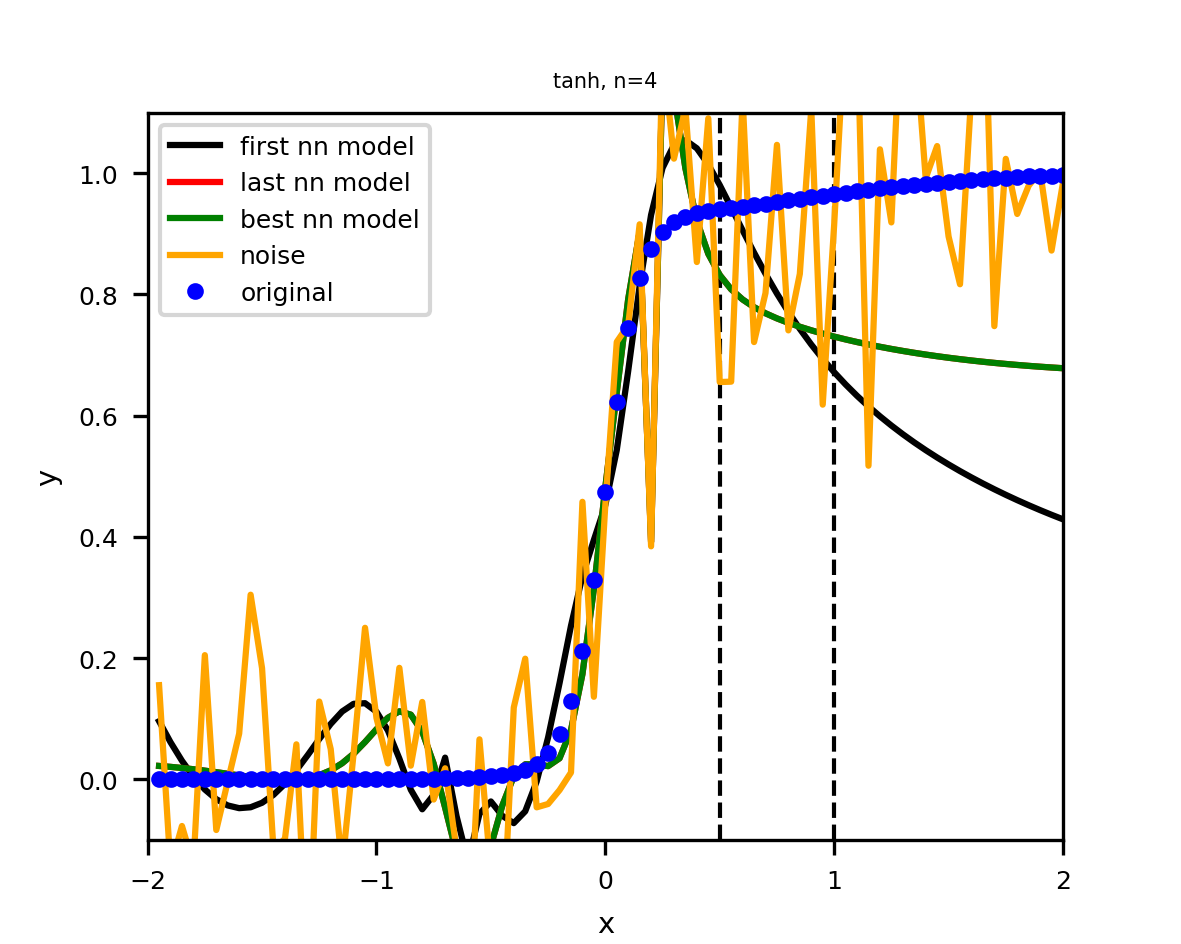 tanh, n=4
first nn model
last nn model
best nn model
noise
original
1.0
0.8
0.6
0.4
0.2
0.0
y
−2
−1
0
1
2
x